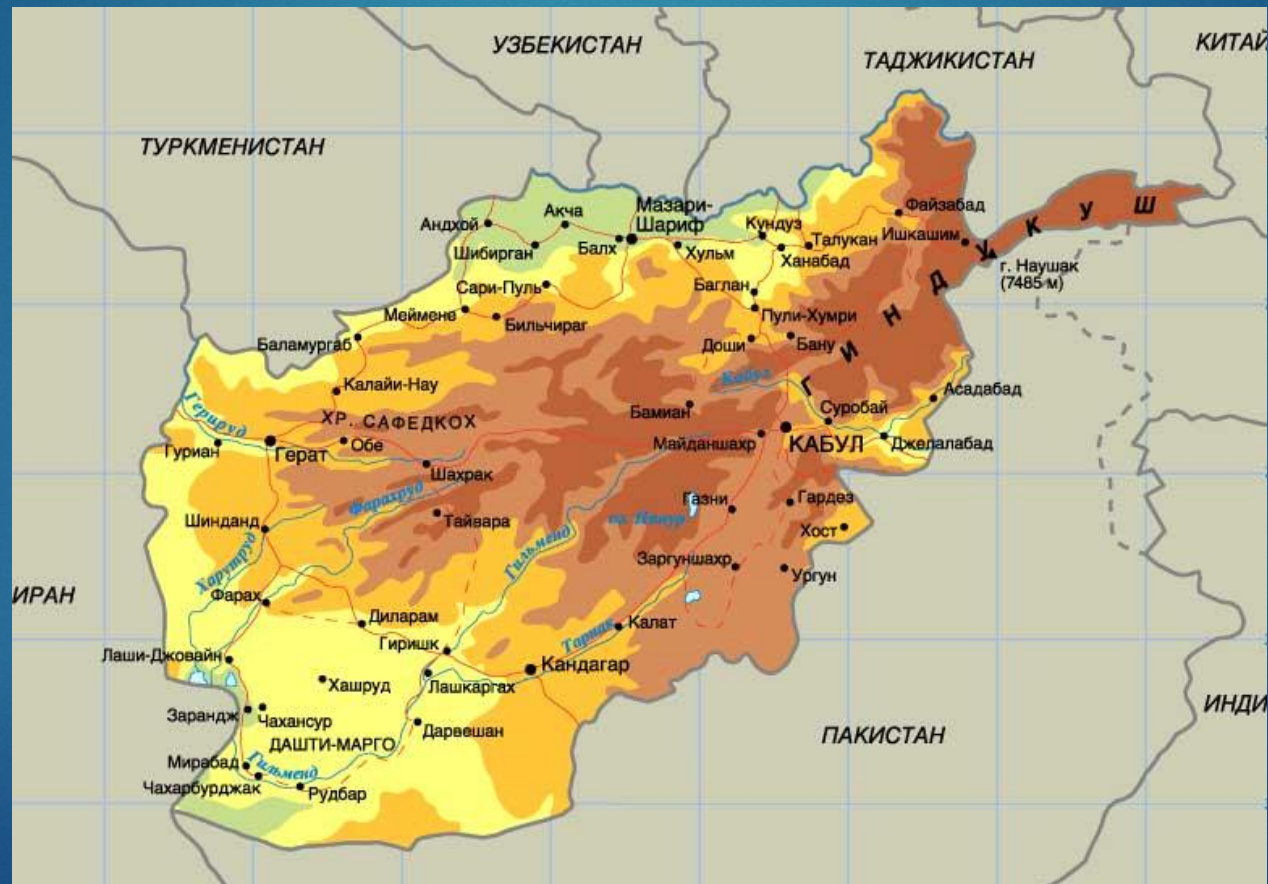 УЗБЕКИСТАН
КИТАЙ
ТАДЖИКИСТАН
ТУРКМЕНИСТАН
Файзабад
Мазари-
Шариф
Акча
Андхой
Кундуз
Ишкашим
Талукан
Балх
Шибирган
Хульм
Ханабад
ГИНДУКУШ
г. Наушак
(7485 м)
Сари-Пуль
Баглан
Меймене
Бильчираг
Пули-Хумри
Баламургаб
Доши
Бану
Кабул
Калайи-Нау
Асадабад
Бамиан
Суробай
Герируд
ХР. САФЕДКОХ
Гуриан
Герат
Обе
Майданшахр
КАБУЛ
Джелалабад
Шахрак
Фарахруд
Газни
Гардез
Шинданд
Тайвара
Хост
Гильменд
Заргуншахр
Ургун
Харутруд
ИРАН
Фарах
Диларам
Калат
Тарнак
Гиришк
Лаши-Джовайн
Кандагар
Хашруд
Лашкаргах
ИНДИ
Зарандж
Чахансур
Дарвешан
ПАКИСТАН
ДАШТИ-МАРГО
Мирабад
Гильменд
Чахарбурджак
Рудбар